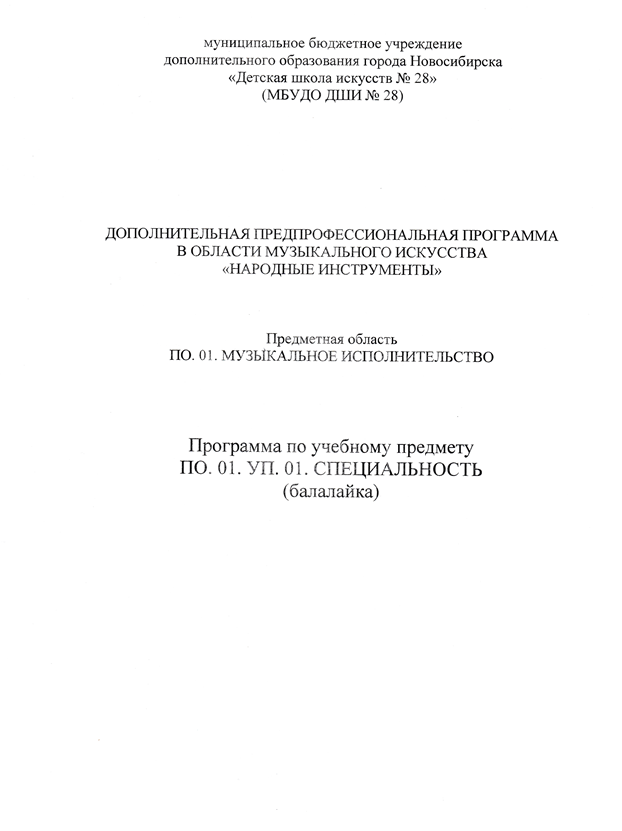 муниципальное бюджетное учреждение
дополнительного образования города Новосибирска
«Детская школа искусств № 28»
(МБУДО ДШИ № 28)
ДОПОЛНИТЕЛЬНАЯ ПРЕДПРОФЕССИОНАЛЬНАЯ ПРОГРАММА
В ОБЛАСТИ МУЗЫКАЛЬНОГО ИСКУССТВА
«НАРОДНЫЕ ИНСТРУМЕНТЫ»
Предметная область
ПО. 01. МУЗЫКАЛЬНОЕ ИСПОЛНИТЕЛЬСТВО
Программа по учебному предмету
ПО. 01. УП. 01. СПЕЦИАЛЬНОСТЬ
(балалайка)